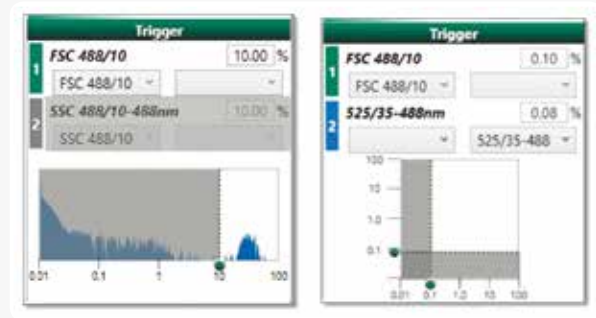 Trigger
1 FSC 488/10 10.00 %
FSC 488/10
2 SSC 488/10-488nm 10.00 %
SSC 488/10
0.01 0.1 1 10 100
Trigger
1 FSC 488/10 0.10 %
FSC 488/10
2 525/35-488nm 0.08 %
525/35-488
100
10
1.0
0.1
0.01 0.1 1.0 10 100